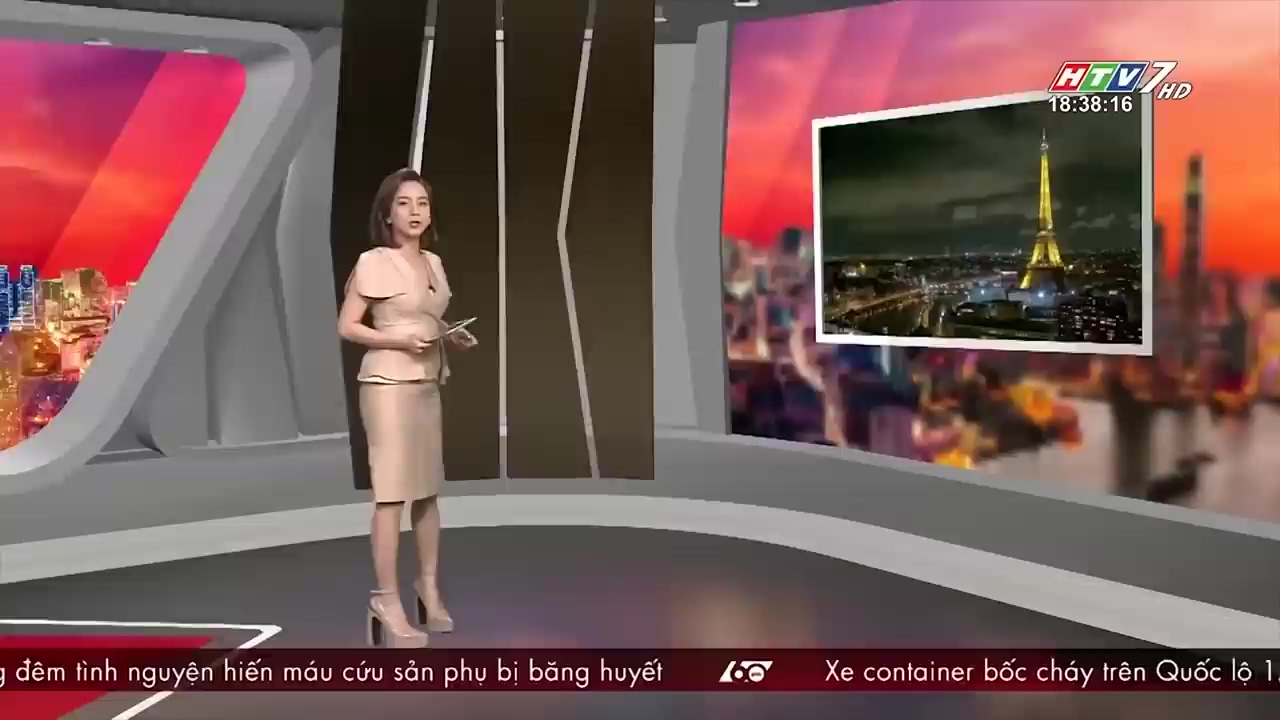 HTV7 HD
18:38:16
đêm tình nguyện hiến máu cứu sản phụ bị băng huyết
60
Xe container bốc cháy trên Quốc lộ 1,